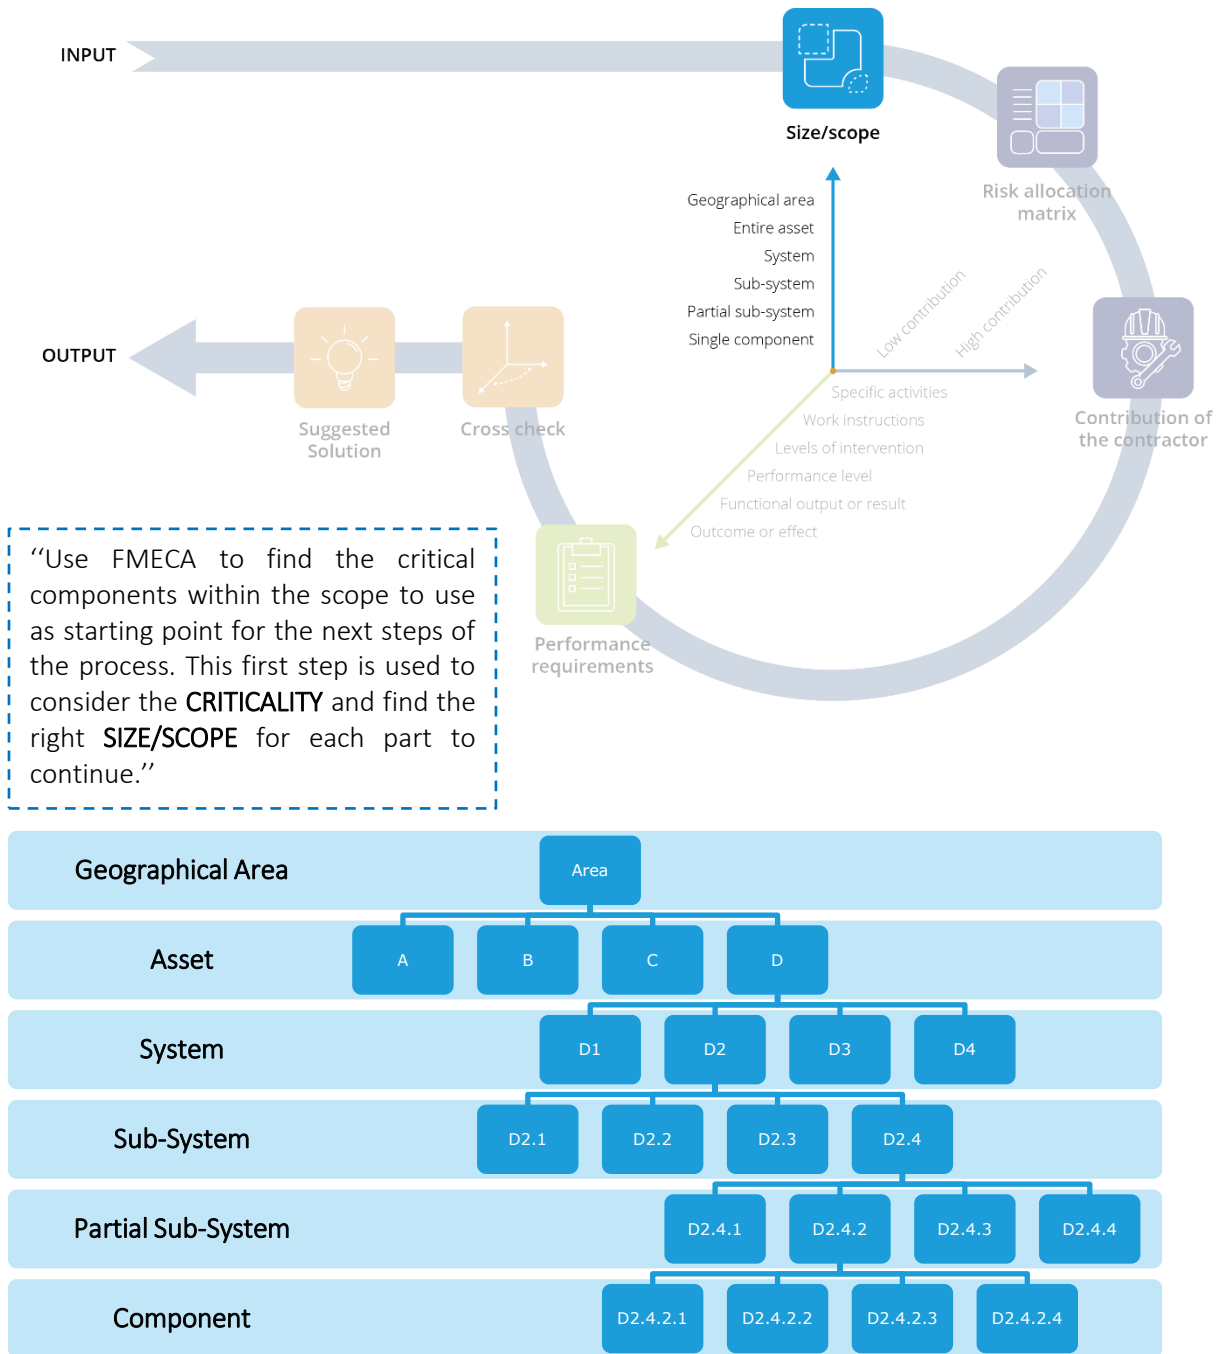 INPUT
Size/scope
Risk allocation
matrix
Geographical area
Entire asset
System
Sub-system
Partial sub-system
Single component
Low contribution
High contribution
OUTPUT
Suggested
Solution
Cross check
Specific activities
Work instructions
Levels of intervention
Performance level
Functional output or result
Outcome or effect
Contribution of
the contractor
Performance
requirements
‘‘Use FMECA to find the critical
components within the scope to use
as starting point for the next steps of
the process. This first step is used to
consider the CRITICALITY and find the
right SIZE/SCOPE for each part to
continue.’’
Geographical Area
Area
Asset
A
B
C
D
System
D1
D2
D3
D4
Sub-System
D2.1
D2.2
D2.3
D2.4
Partial Sub-System
D2.4.1
D2.4.2
D2.4.3
D2.4.4
Component
D2.4.2.1
D2.4.2.2
D2.4.2.3
D2.4.2.4